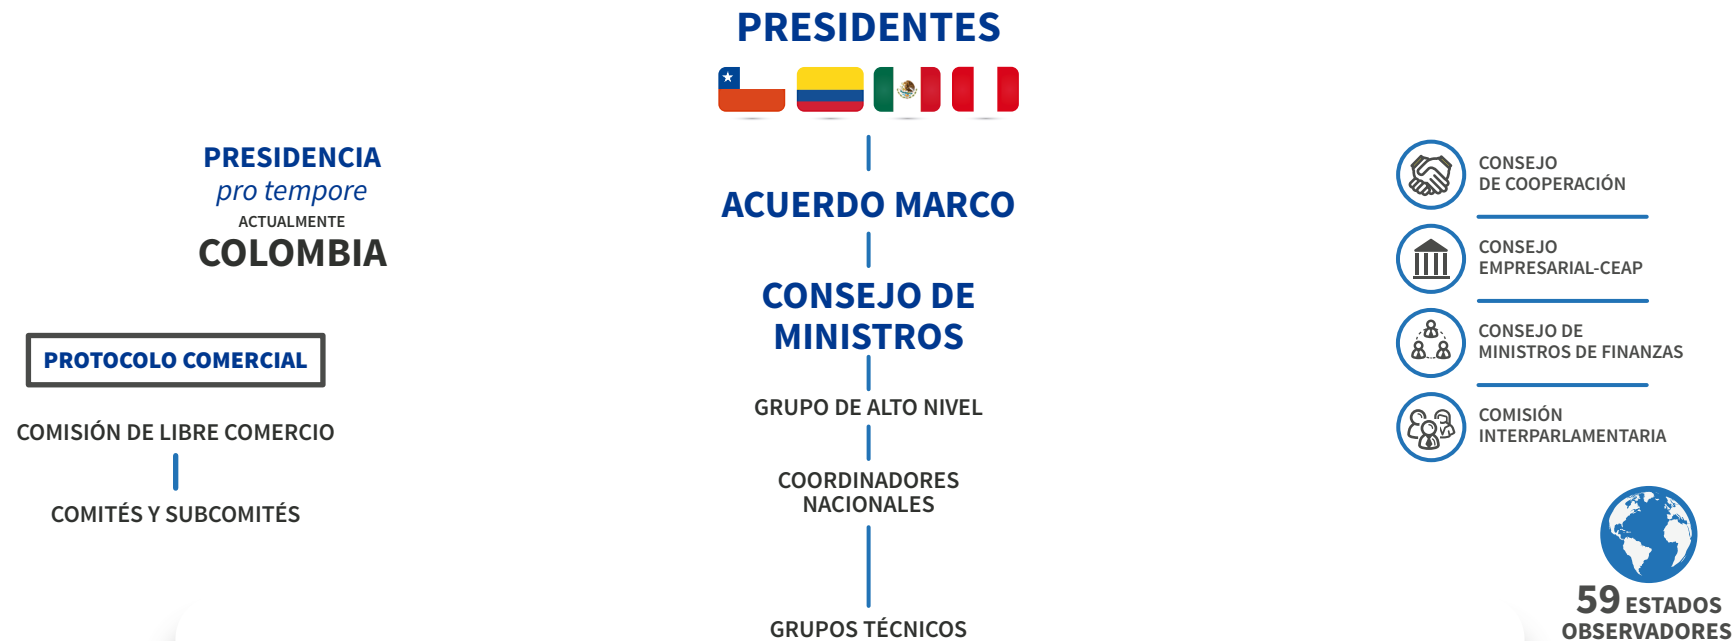 PRESIDENTES
PRESIDENCIA
pro tempore
ACTUALMENTE
COLOMBIA
PROTOCOLO COMERCIAL
COMISIÓN DE LIBRE COMERCIO
COMITÉS Y SUBCOMITÉS
ACUERDO MARCO
CONSEJO DE
MINISTROS
GRUPO DE ALTO NIVEL
COORDINADORES
NACIONALES
GRUPOS TÉCNICOS
CONSEJO
DE COOPERACIÓN
CONSEJO
EMPRESARIAL-CEAP
CONSEJO DE
MINISTROS DE FINANZAS
COMISIÓN
INTERPARLAMENTARIA
59 ESTADOS
OBSERVADORES